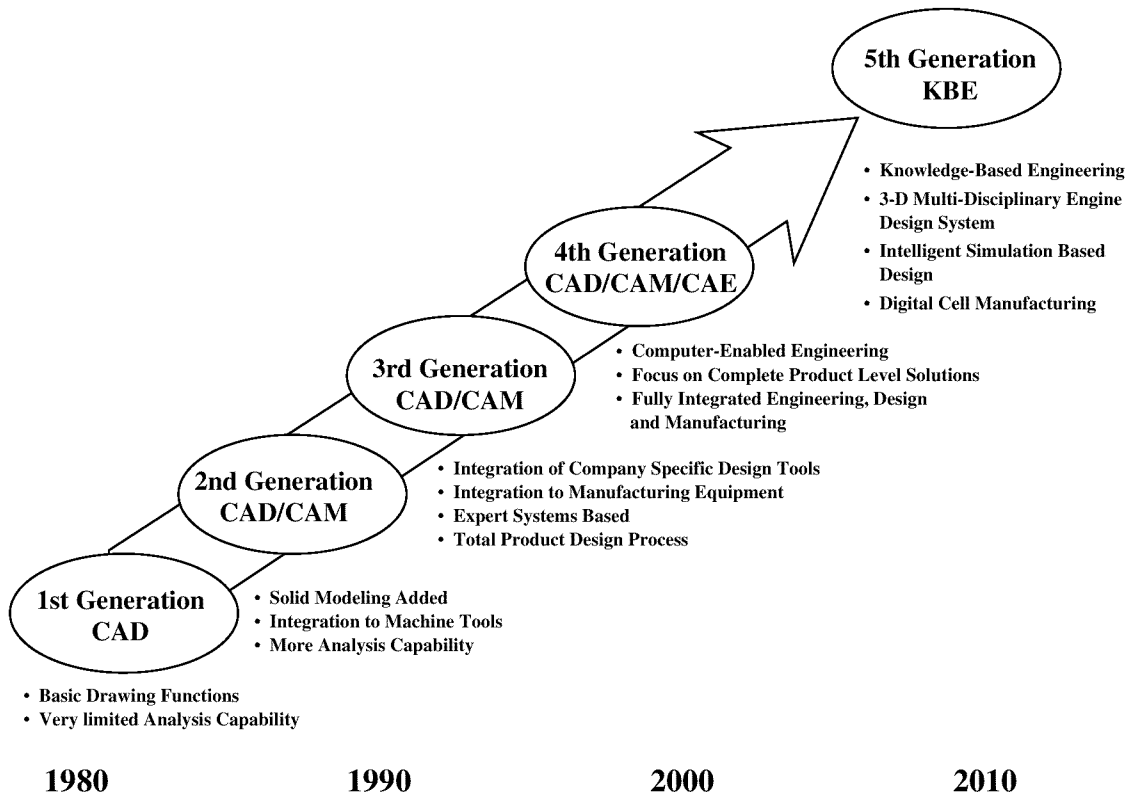 5th Generation
KBE
• Knowledge-Based Engineering
• 3-D Multi-Disciplinary Engine
Design System
• Intelligent Simulation Based
Design
• Digital Cell Manufacturing
4th Generation
CAD/CAM/CAE
• Computer-Enabled Engineering
• Focus on Complete Product Level Solutions
• Fully Integrated Engineering, Design
and Manufacturing
3rd Generation
CAD/CAM
• Integration of Company Specific Design Tools
• Integration to Manufacturing Equipment
• Expert Systems Based
• Total Product Design Process
2nd Generation
CAD/CAM
• Solid Modeling Added
• Integration to Machine Tools
• More Analysis Capability
1st Generation
CAD
• Basic Drawing Functions
• Very limited Analysis Capability
1980 1990 2000 2010